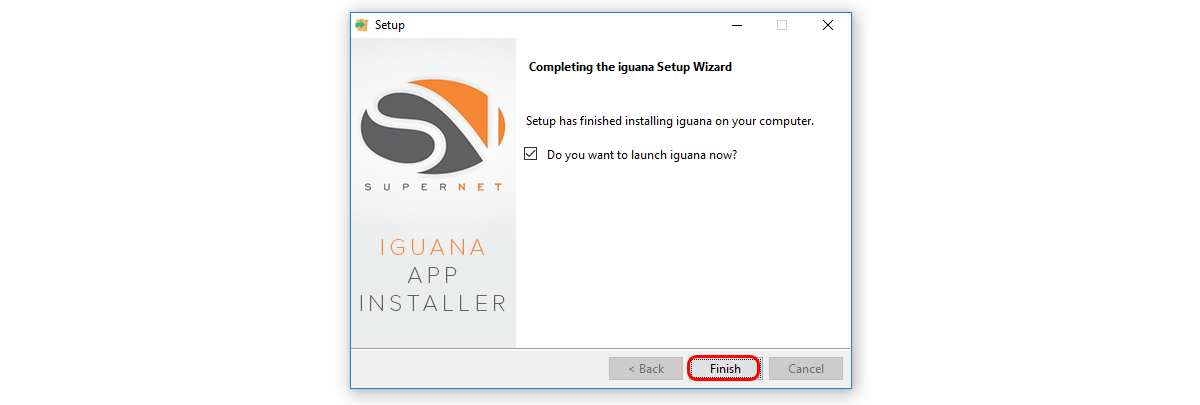 Setup
Completing the iguana Setup Wizard
Setup has finished installing iguana on your computer.
Do you want to launch iguana now?
SUPERNET
IGUANA
APP
INSTALLER
< Back
Finish
Cancel